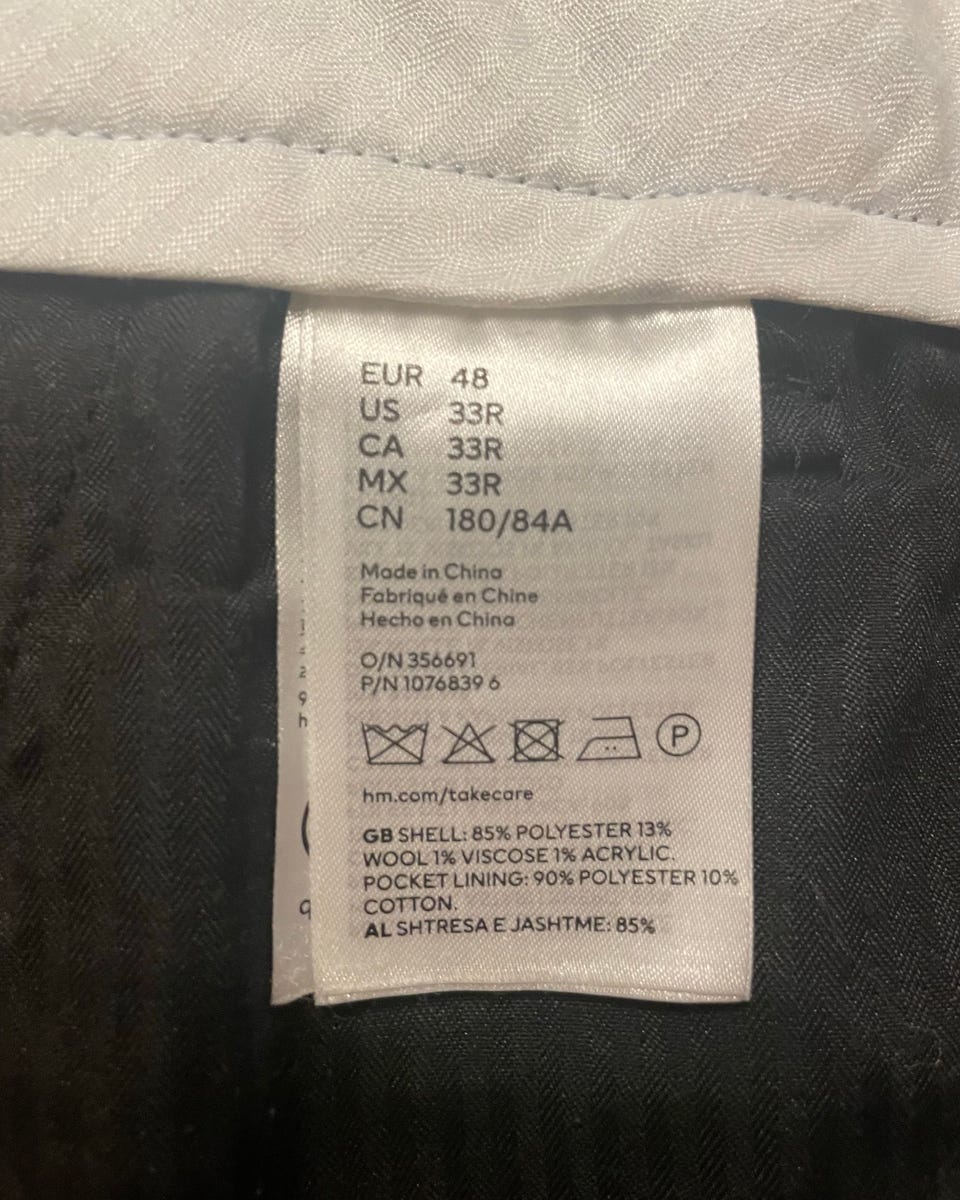 EUR 48
US 33R
CA 33R
MX 33R
CN 180/84A
Made in China
Fabriqué en Chine
Hecho en China
O/N 356691
P/N 1076839 6
P
hm.com/takecare
GB SHELL: 85% POLYESTER 13%
WOOL 1% VISCOSE 1% ACRYLIC.
POCKET LINING: 90% POLYESTER 10%
COTTON.
AL SHTRESA E JASHTME: 85%